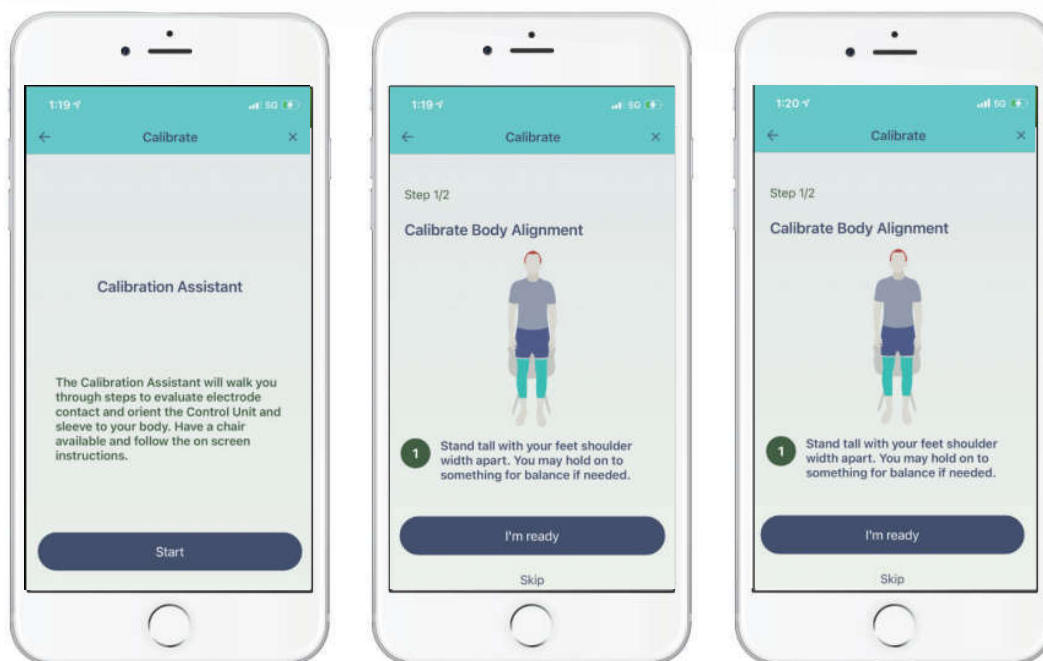 1:19
5G
Calibrate
Calibration Assistant
The Calibration Assistant will walk you
through steps to evaluate electrode
contact and orient the Control Unit and
sleeve to your body. Have a chair
available and follow the on screen
instructions.
Start
1:19
5G
Calibrate
Step 1/2
Calibrate Body Alignment
1
Stand tall with your feet shoulder
width apart. You may hold on to
something for balance if needed.
I'm ready
Skip
1:20
5G
Calibrate
Step 1/2
Calibrate Body Alignment
1
Stand tall with your feet shoulder
width apart. You may hold on to
something for balance if needed.
I'm ready
Skip